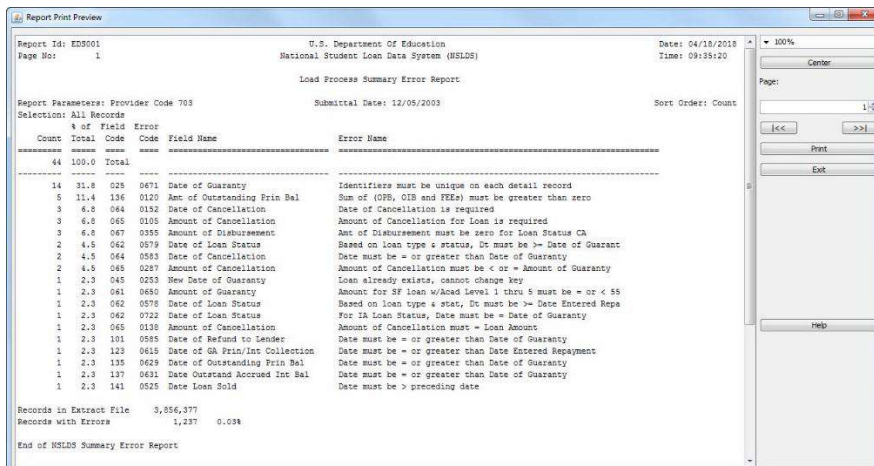 Report Print Preview
Report Id: EDS001 U.S. Department Of Education Date: 04/18/2018
Page No: 1 National Student Loan Data System (NSLDS) Time: 09:35:20
Load Process Summary Error Report
Report Parameters: Provider Code 703 Submittal Date: 12/05/2003 Sort Order: Count
Selection: All Records
% of Field Error
Count Total Code Code Field Name Error Name
44 100.0 Total
14 31.8 025 0671 Date of Guaranty Identifiers must be unique on each detail record
5 11.4 136 0120 Amt of Outstanding Prin Bal Sum of (OPB, OIB and FEEs) must be greater than zero
3 6.8 064 0152 Date of Cancellation Date of Cancellation is required
3 6.8 065 0105 Amount of Cancellation Amount of Cancellation for Loan is required
3 6.8 067 0355 Amount of Disbursement Amt of Disbursement must be zero for Loan Status CA
2 4.5 062 0579 Date of Loan Status Based on loan type & status, Dt must be >= Date of Guarant
2 4.5 064 0583 Date of Cancellation Date must be = or greater than Date of Guaranty
2 4.5 065 0287 Amount of Cancellation Amount of Cancellation must be < or = Amount of Guaranty
1 2.3 045 0253 New Date of Guaranty Loan already exists, cannot change key
1 2.3 061 0650 Amount of Guaranty Amount for SF loan w/Acad Level 1 thru 5 must be = or < 55
1 2.3 062 0578 Date of Loan Status Based on loan type & stat, Dt must be >= Date Entered Repa
1 2.3 062 0722 Date of Loan Status For IA Loan Status, Date must be = Date of Guaranty
1 2.3 065 0138 Amount of Cancellation Amount of Cancellation must = Loan Amount
1 2.3 101 0585 Date of Refund to Lender Date must be = or greater than Date of Guaranty
1 2.3 123 0615 Date of GA Prin/Int Collection Date must be = or greater than Date Entered Repayment
1 2.3 135 0629 Date of Outstanding Prin Bal Date must be = or greater than Date of Guaranty
1 2.3 137 0631 Date Outstand Accrued Int Bal Date must be = or greater than Date of Guaranty
1 2.3 141 0525 Date Loan Sold Date must be > preceding date
Records in Extract File 3,856,377
Records with Errors 1,237 0.03%
End of NSLDS Summary Error Report
100%
Center
Page:
1
|<< >>|
Print
Exit
Help